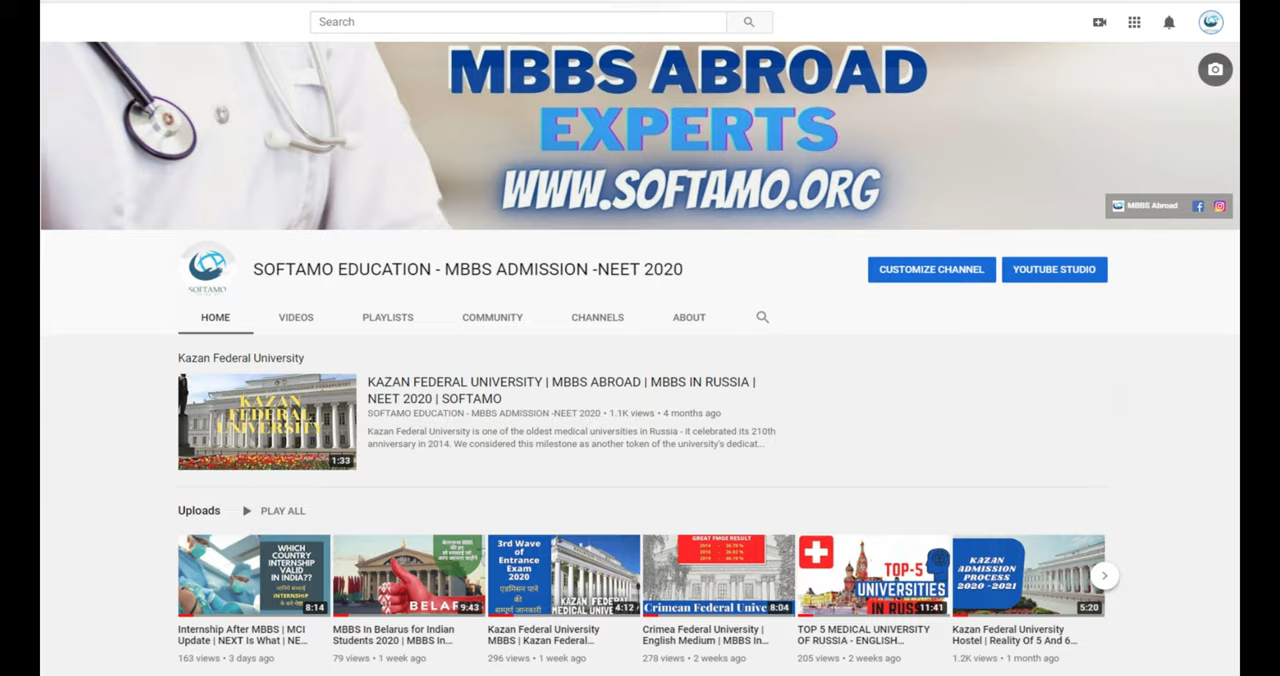 Search
MBBS ABROAD
EXPERTS
WWW.SOFTAMO.ORG
MBBS Abroad
SOFTAMO
SOFTAMO EDUCATION - MBBS ADMISSION -NEET 2020
CUSTOMIZE CHANNEL
YOUTUBE STUDIO
HOME VIDEOS PLAYLISTS COMMUNITY CHANNELS ABOUT
Kazan Federal University
KAZAN
FEDERAL
UNIVERSITY
1:33
KAZAN FEDERAL UNIVERSITY | MBBS ABROAD | MBBS IN RUSSIA |
NEET 2020 | SOFTAMO
SOFTAMO EDUCATION - MBBS ADMISSION -NEET 2020 • 1.1K views • 4 months ago
Kazan Federal University is one of the oldest medical universities in Russia - it celebrated its 210th
anniversary in 2014. We considered this milestone as another token of the university's dedicat...
Uploads PLAY ALL
WHICH
COUNTRY
INTERNSHIP
VALID
IN INDIA??
INTERNSHIP
8:14
Internship After MBBS | MCI
Update | NEXT Is What | NE...
163 views • 3 days ago
BELAR
9:43
MBBS In Belarus for Indian
Students 2020 | MBBS In...
79 views • 1 week ago
3rd Wave
of
Entrance
Exam
2020
एडमिशन पाने
की
सम्पूर्ण जानकारी
KAZAN FEDERAL
MEDICAL UNIVE
4:12
Kazan Federal University
MBBS | Kazan Federal...
296 views • 1 week ago
GREAT FMGE RESULT
Crimean Federal Unive
8:04
Crimea Federal University |
English Medium | MBBS In...
278 views • 2 weeks ago
TOP-5
UNIVERSITIES
IN RUS
11:41
TOP 5 MEDICAL UNIVERSITY
OF RUSSIA - ENGLISH...
205 views • 2 weeks ago
KAZAN
ADMISSION
PROCESS
2020 -2021
5:20
Kazan Federal University
Hostel | Reality Of 5 And 6...
1.2K views • 1 month ago